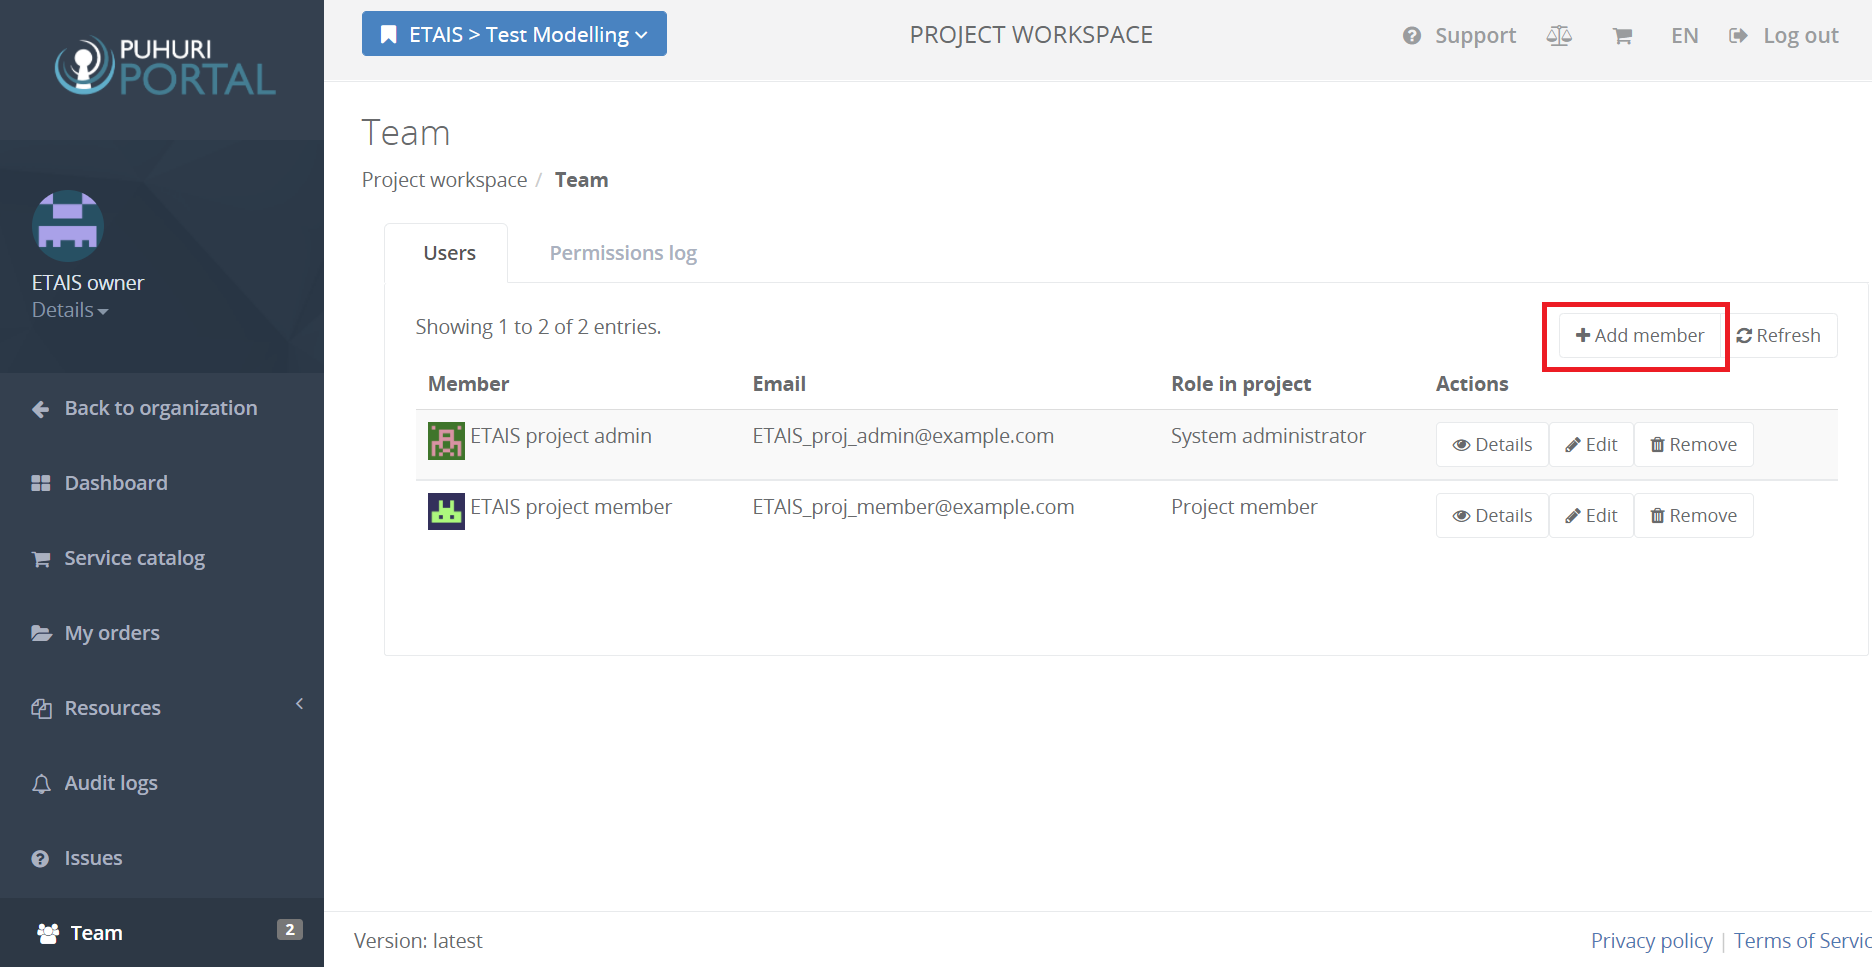 PUHURI
PORTAL
ETAIS > Test Modelling
PROJECT WORKSPACE
Support
EN
Log out
ETAIS owner
Details
Back to organization
Dashboard
Service catalog
My orders
Resources
Audit logs
Issues
Team 2
Team
Project workspace / Team
Users Permissions log
Showing 1 to 2 of 2 entries.
Add member Refresh
Member Email Role in project Actions
ETAIS project admin ETAIS_proj_admin@example.com System administrator Details Edit Remove
ETAIS project member ETAIS_proj_member@example.com Project member Details Edit Remove
Version: latest
Privacy policy | Terms of Servic